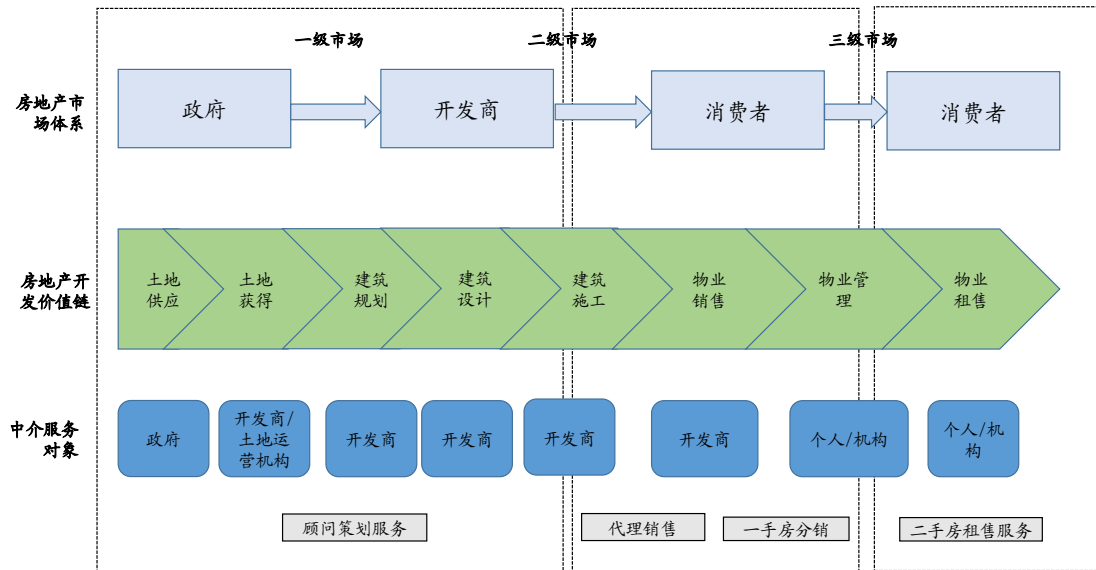 一级市场
二级市场
三级市场
房地产市
场体系
政府
开发商
消费者
消费者
房地产开
发价值链
土地
供应
土地
获得
建筑
规划
建筑
设计
建筑
施工
物业
销售
物业管
理
物业
租售
中介服务
对象
政府
开发商/
土地运
营机构
开发商
开发商
开发商
开发商
个人/机构
个人/机
构
顾问策划服务
代理销售
一手房分销
二手房租售服务